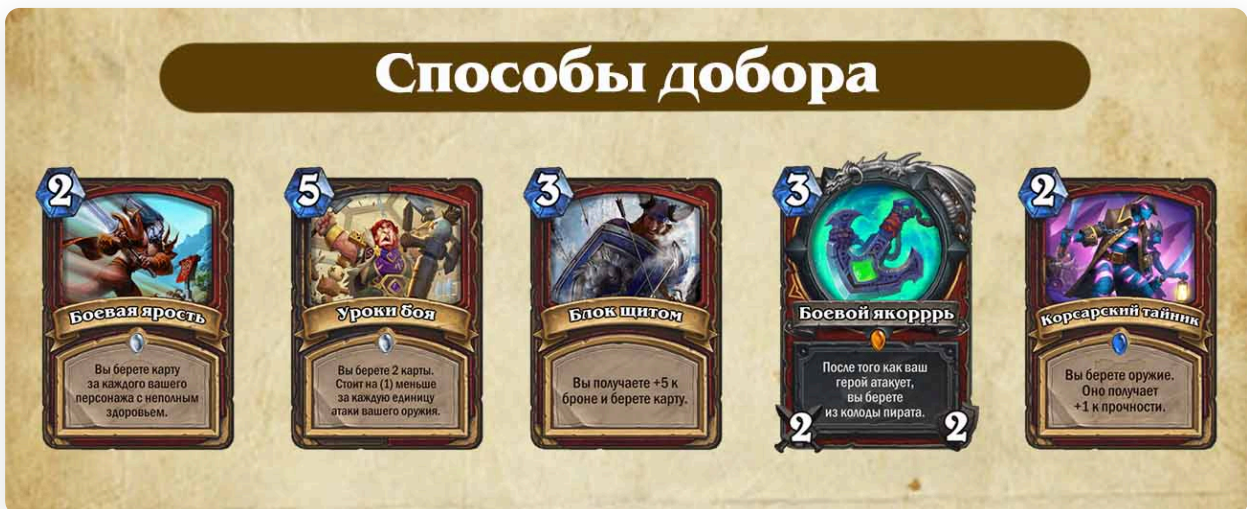 Способы добора
2
Боевая ярость
Вы берете карту
за каждого вашего
персонажа с неполным
здоровьем.
5
Уроки боя
Вы берете 2 карты.
Стоит на (1) меньше
за каждую единицу
атаки вашего оружия.
3
Блок щитом
Вы получаете +5 к
броне и берете карту.
3
Боевой якорррь
После того как ваш
герой атакует,
вы берете
из колоды пирата.
2
2
2
Корсарский тайник
Вы берете оружие.
Оно получает
+1 к прочности.